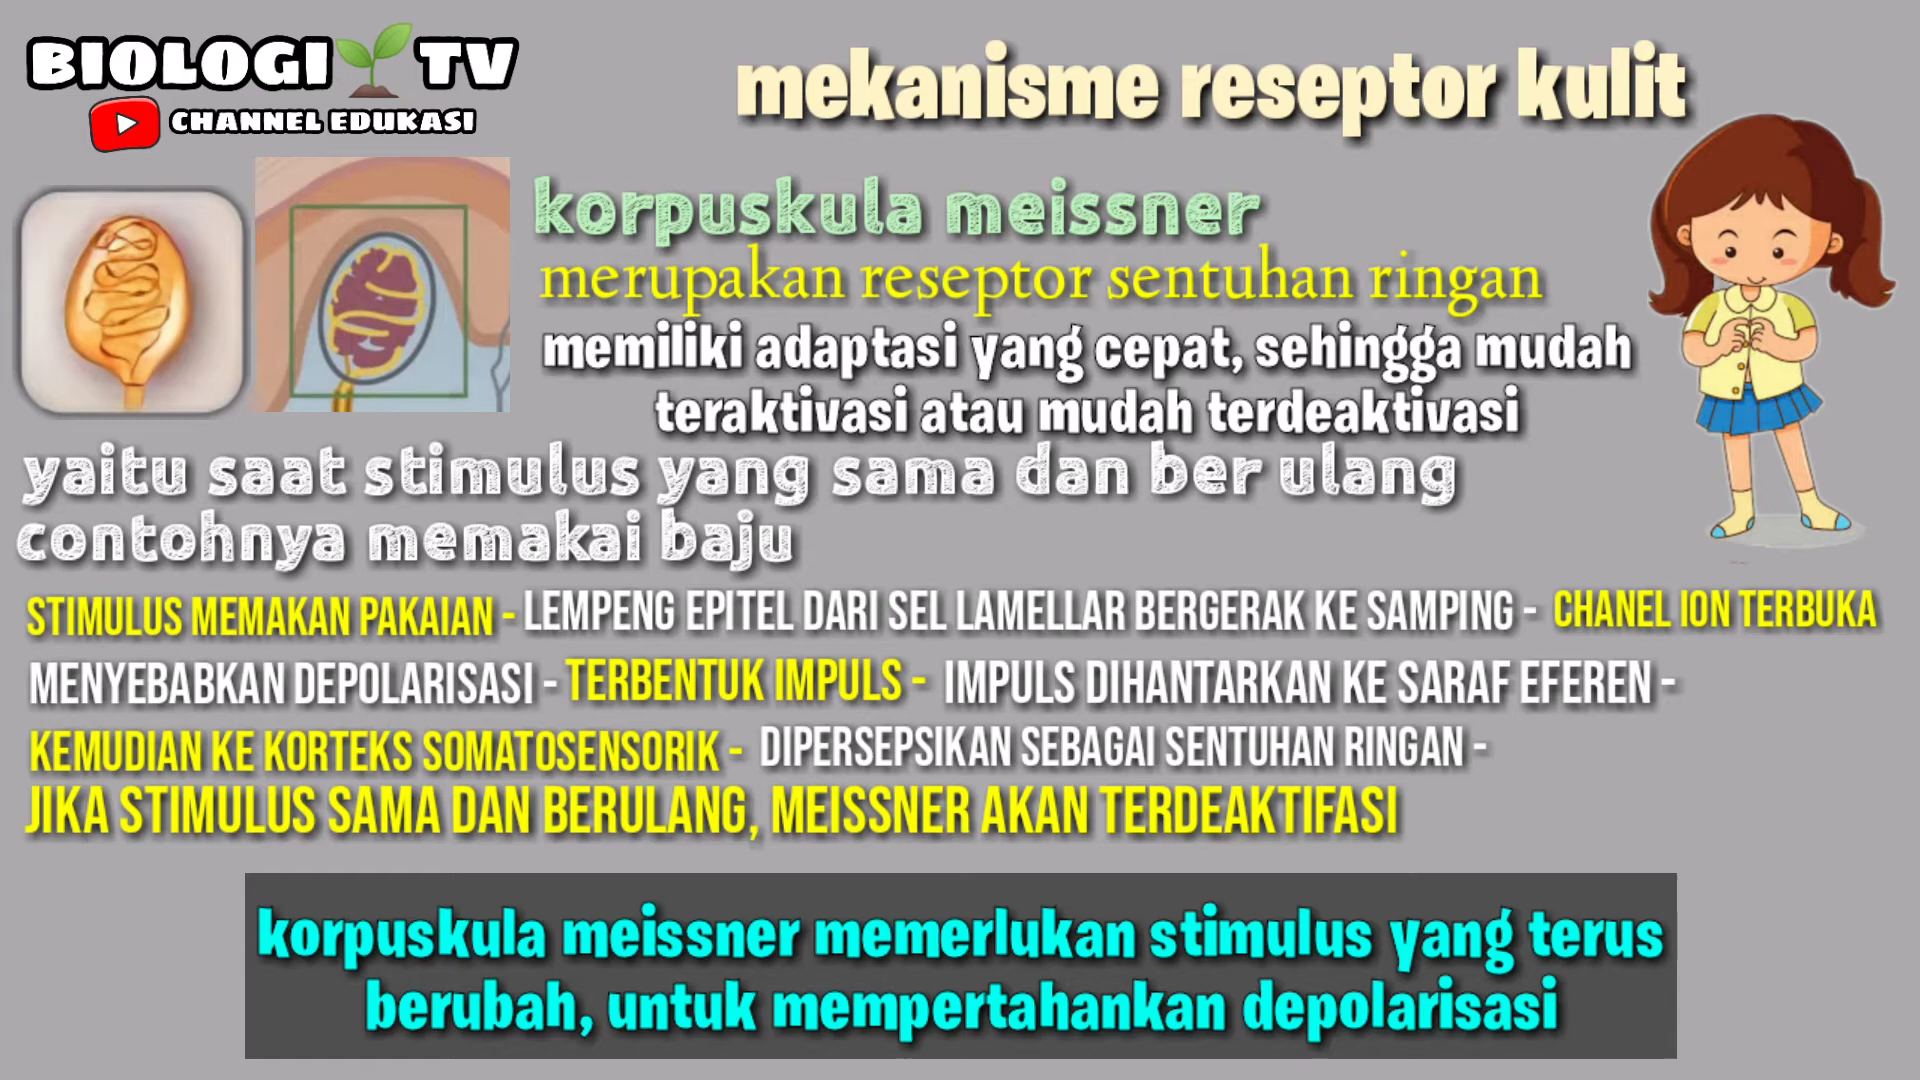 BIOLOGI TV
CHANNEL EDUKASI
mekanisme reseptor kulit
korpuskula meissner
merupakan reseptor sentuhan ringan
memiliki adaptasi yang cepat, sehingga mudah
teraktivasi atau mudah terdeaktivasi
yaitu saat stimulus yang sama dan ber ulang
contohnya memakai baju
STIMULUS MEMAKAN PAKAIAN - LEMPENG EPITEL DARI SEL LAMELLAR BERGERAK KE SAMPING - CHANEL ION TERBUKA
MENYEBABKAN DEPOLARISASI - TERBENTUK IMPULS - IMPULS DIHANTARKAN KE SARAF EFEREN -
KEMUDIAN KE KORTEKS SOMATOSENSORIK - DIPERSEPSIKAN SEBAGAI SENTUHAN RINGAN -
JIKA STIMULUS SAMA DAN BERULANG, MEISSNER AKAN TERDEAKTIFASI
korpuskula meissner memerlukan stimulus yang terus
berubah, untuk mempertahankan depolarisasi